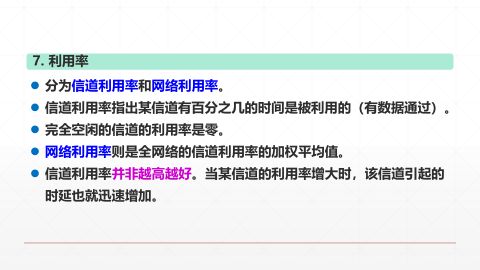 7. 利用率
● 分为信道利用率和网络利用率。
● 信道利用率指出某信道有百分之几的时间是被利用的（有数据通过）。
● 完全空闲的信道的利用率是零。
● 网络利用率则是全网络的信道利用率的加权平均值。
● 信道利用率并非越高越好。当某信道的利用率增大时，该信道引起的
时延也就迅速增加。